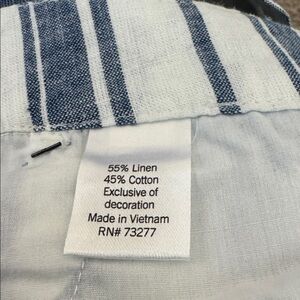 55% Linen
45% Cotton
Exclusive of
decoration
Made in Vietnam
RN# 73277